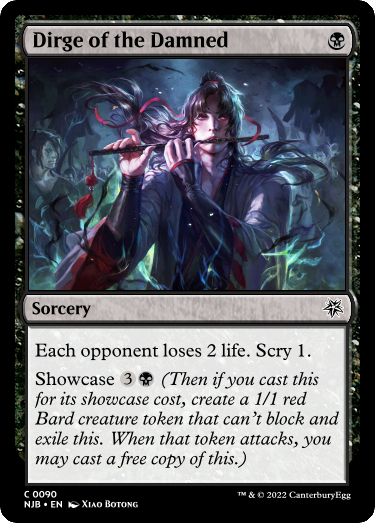 Dirge of the Damned
Sorcery
Each opponent loses 2 life. Scry 1.
Showcase 3 (Then if you cast this
for its showcase cost, create a 1/1 red
Bard creature token that can't block and
exile this. When that token attacks, you
may cast a free copy of this.)
C 0090
NJB • EN Xiao Botong
™ & © 2022 CanterburyEgg